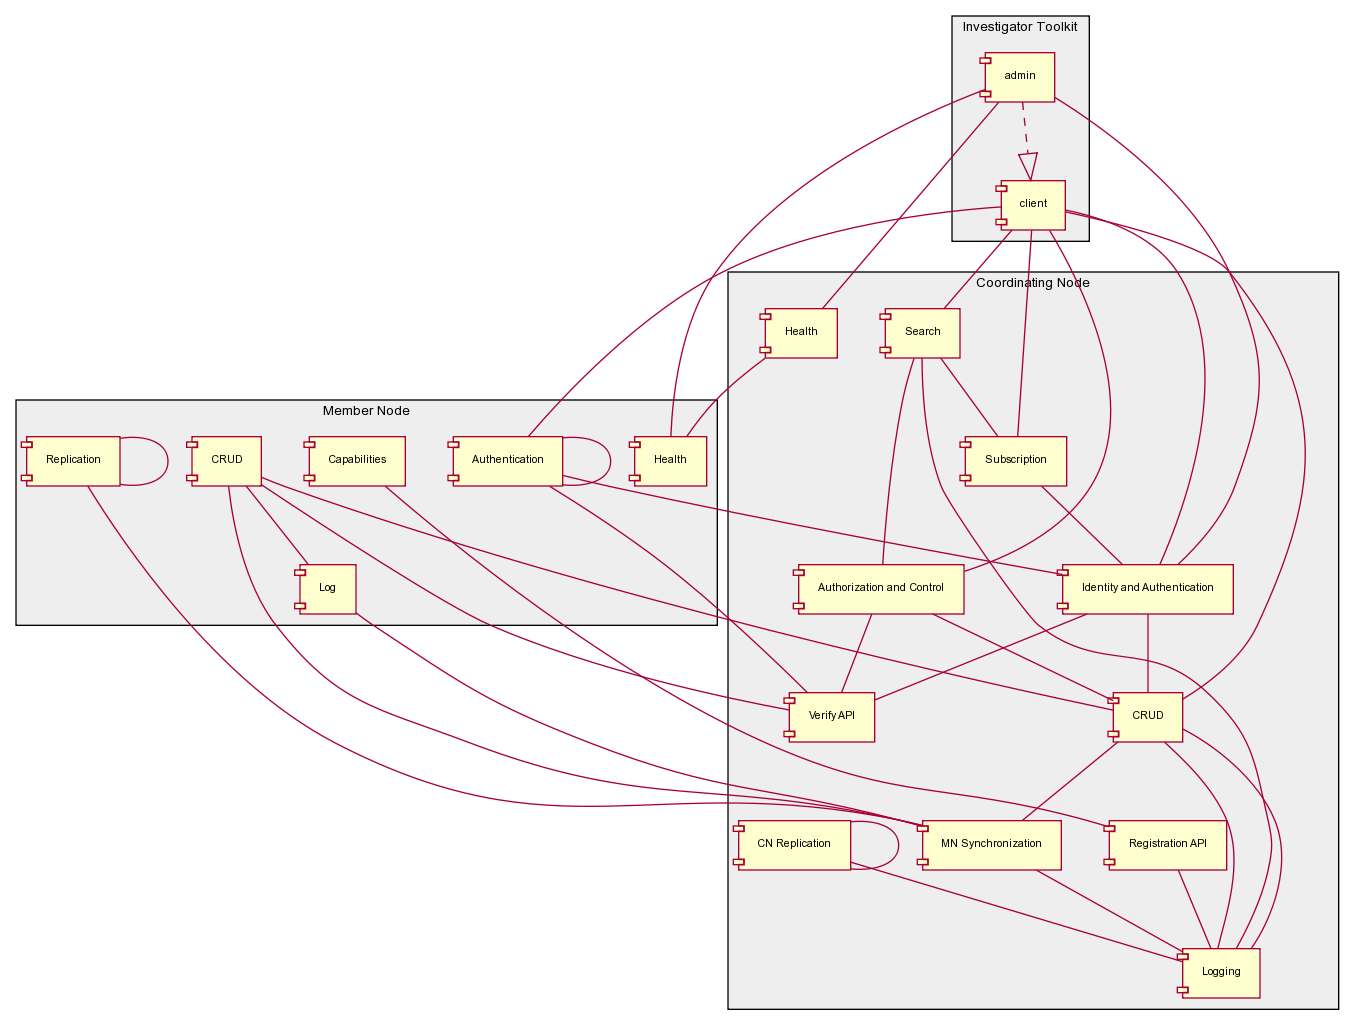 Investigator Toolkit
admin
client
Coordinating Node
Health
Search
Member Node
Replication
CRUD
Capabilities
Authentication
Health
Subscription
Log
Authorization and Control
Identity and Authentication
Verify API
CRUD
CN Replication
MN Synchronization
Registration API
Logging